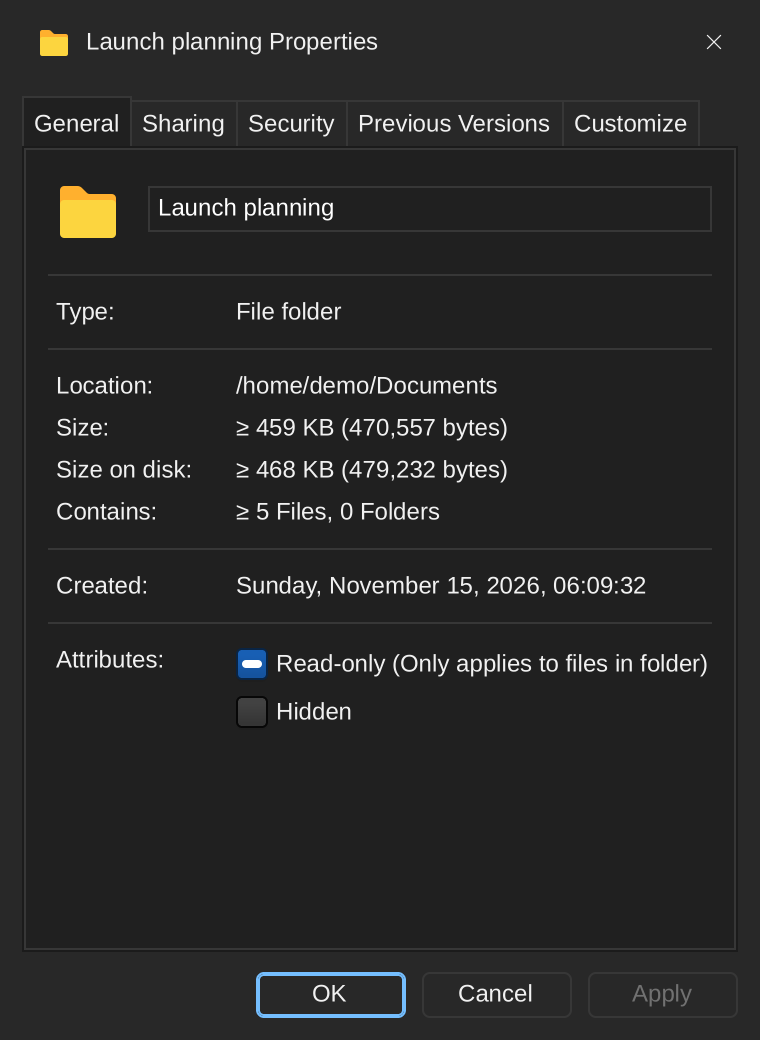 Launch planning Properties
General Sharing Security Previous Versions Customize
Launch planning
Type: File folder
Location: /home/demo/Documents
Size: ≥ 459 KB (470,557 bytes)
Size on disk: ≥ 468 KB (479,232 bytes)
Contains: ≥ 5 Files, 0 Folders
Created: Sunday, November 15, 2026, 06:09:32
Attributes: Read-only (Only applies to files in folder)
Hidden
OK Cancel Apply